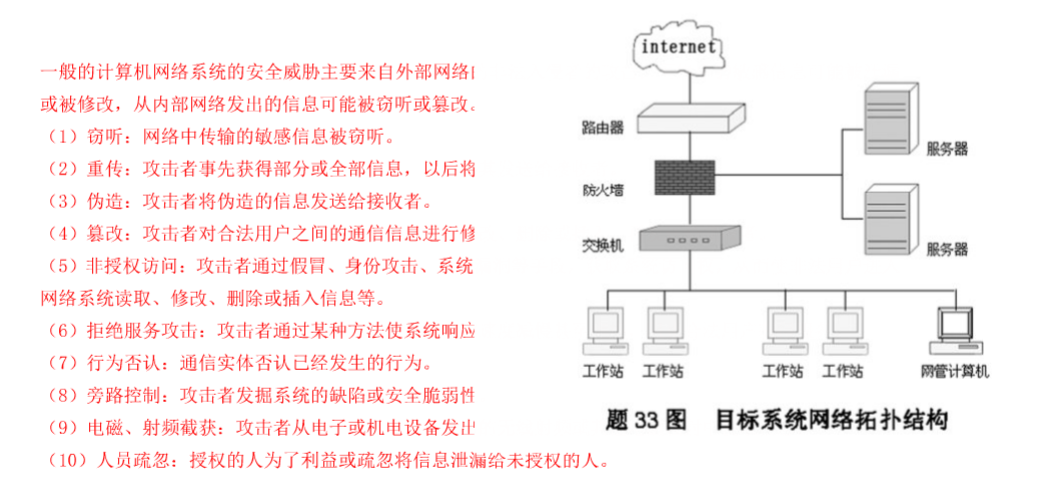 一般的计算机网络系统的安全威胁主要来自外部网络
或被修改，从内部网络发出的信息可能被窃听或篡改。
（1）窃听：网络中传输的敏感信息被窃听。
（2）重传：攻击者事先获得部分或全部信息，以后将
（3）伪造：攻击者将伪造的信息发送给接收者。
（4）篡改：攻击者对合法用户之间的通信信息进行修
（5）非授权访问：攻击者通过假冒、身份攻击、系统
网络系统读取、修改、删除或插入信息等。
（6）拒绝服务攻击：攻击者通过某种方法使系统响应
（7）行为否认：通信实体否认已经发生的行为。
（8）旁路控制：攻击者发掘系统的缺陷或安全脆弱性
（9）电磁、射频截获：攻击者从电子或机电设备发出
（10）人员疏忽：授权的人为了利益或疏忽将信息泄漏给未授权的人。
internet
路由器
服务器
防火墙
交换机
服务器
工作站 工作站 工作站 工作站 网管计算机
题 33 图 目标系统网络拓扑结构